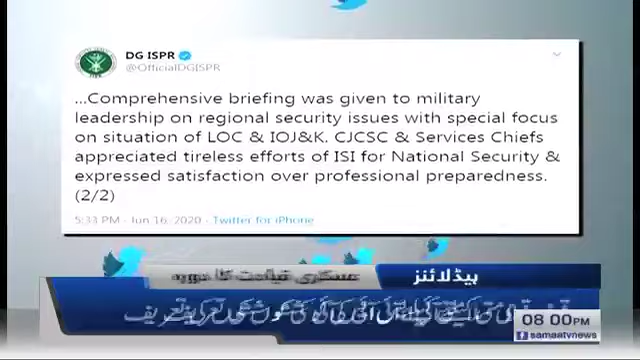 DG ISPR
@OfficialDGISPR
...Comprehensive briefing was given to military
leadership on regional security issues with special focus
on situation of LOC & IOJ&K. CJCSC & Services Chiefs
appreciated tireless efforts of ISI for National Security &
expressed satisfaction over professional preparedness.
(2/2)
5:33 PM - Jun 16, 2020 - Twitter for iPhone
ہیڈلائنز
عسکری قیادت کا دورہ
08:00PM
samaatvnews